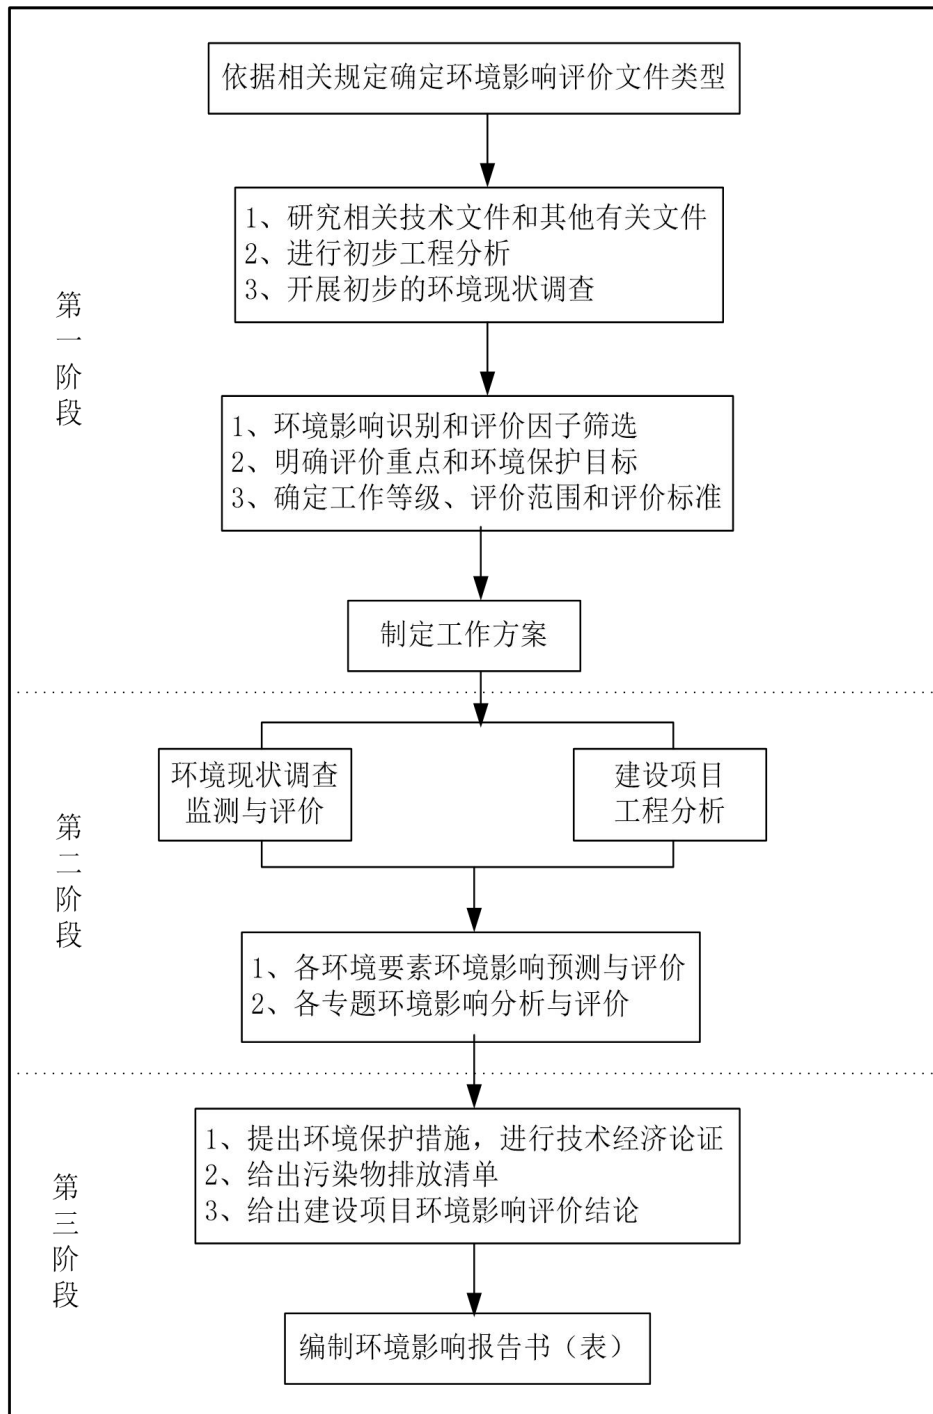 依据相关规定确定环境影响评价文件类型
1、研究相关技术文件和其他有关文件
2、进行初步工程分析
3、开展初步的环境现状调查
第一阶段
1、环境影响识别和评价因子筛选
2、明确评价重点和环境保护目标
3、确定工作等级、评价范围和评价标准
制定工作方案
环境现状调查
监测与评价
建设项目
工程分析
第二阶段
1、各环境要素环境影响预测与评价
2、各专题环境影响分析与评价
1、提出环境保护措施，进行技术经济论证
2、给出污染物排放清单
3、给出建设项目环境影响评价结论
第三阶段
编制环境影响报告书（表）